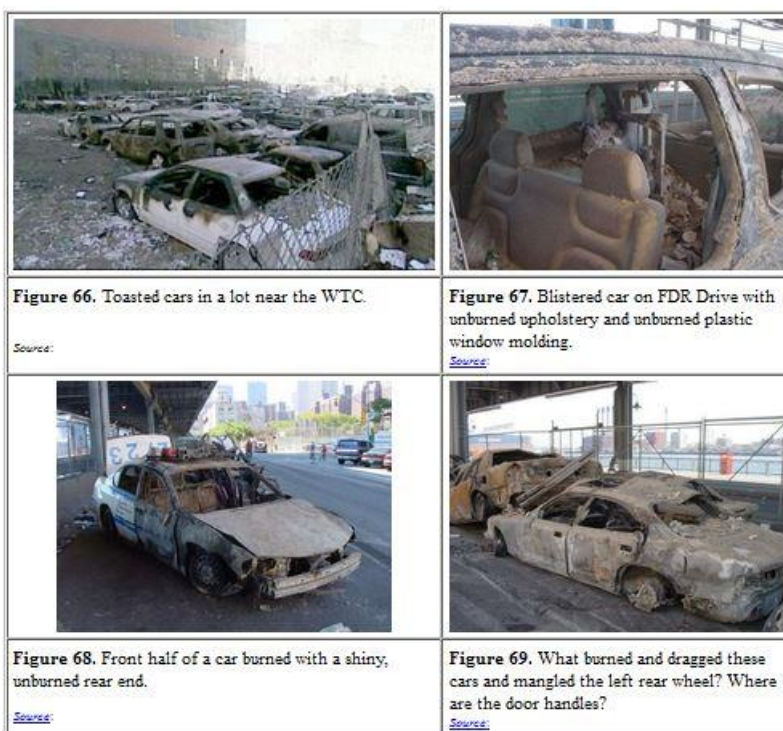 Figure 66. Toasted cars in a lot near the WTC.
Source:
Figure 67. Blistered car on FDR Drive with
unburned upholstery and unburned plastic
window molding.
Source:
123
Figure 68. Front half of a car burned with a shiny,
unburned rear end.
Source:
Figure 69. What burned and dragged these
cars and mangled the left rear wheel? Where
are the door handles?
Source: